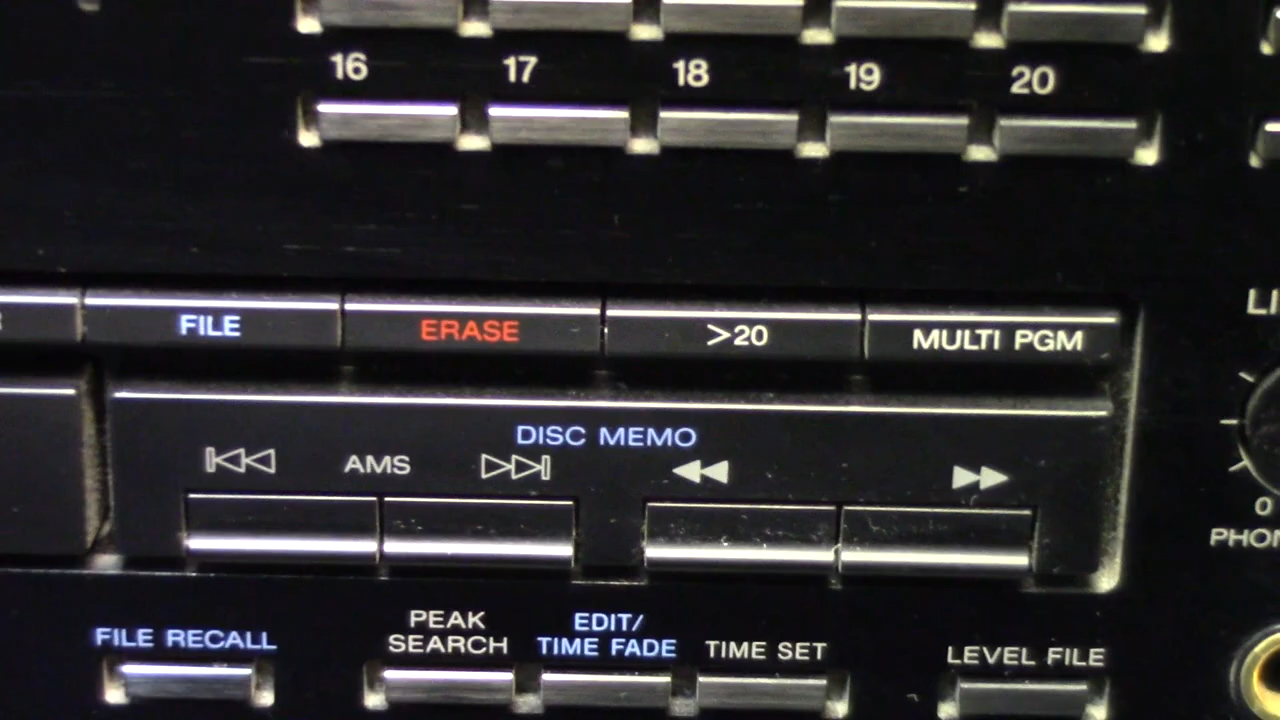 16 17 18 19 20
FILE ERASE >20 MULTI PGM
DISC MEMO
AMS
0
PEAK SEARCH
EDIT/
TIME FADE
FILE RECALL
TIME SET
LEVEL FILE